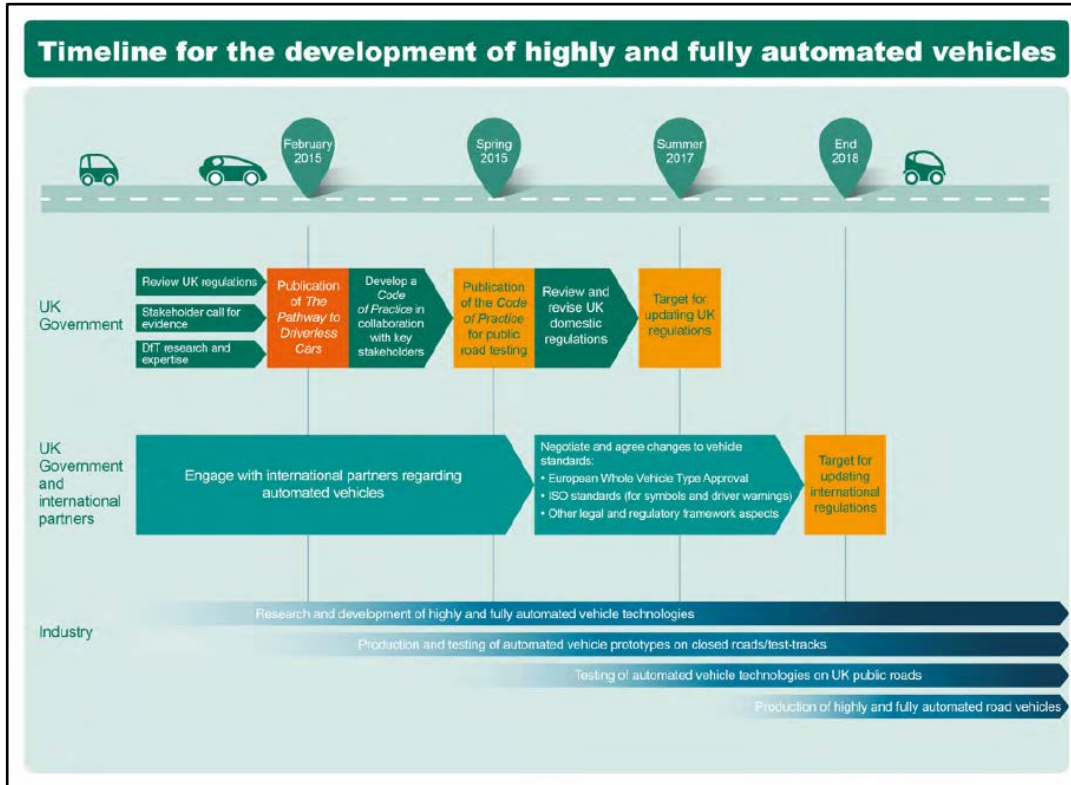 Timeline for the development of highly and fully automated vehicles
February
2015
Spring
2015
Summer
2017
End
2018
UK
Government
Review UK regulations
Stakeholder call for
evidence
DfT research and
expertise
Publication
of The
Pathway to
Driverless
Cars
Develop a
Code
of Practice in
collaboration
with key
stakeholders
Publication
of the Code
of Practice
for public
road testing
Review and
revise UK
domestic
regulations
Target for
updating UK
regulations
UK
Government
and
international
partners
Engage with international partners regarding
automated vehicles
Negotiate and agree changes to vehicle
standards:
• European Whole Vehicle Type Approval
• ISO standards (for symbols and driver warnings)
• Other legal and regulatory framework aspects
Target for
updating
international
regulations
Industry
Research and development of highly and fully automated vehicle technologies
Production and testing of automated vehicle prototypes on closed roads/test-tracks
Testing of automated vehicle technologies on UK public roads
Production of highly and fully automated road vehicles